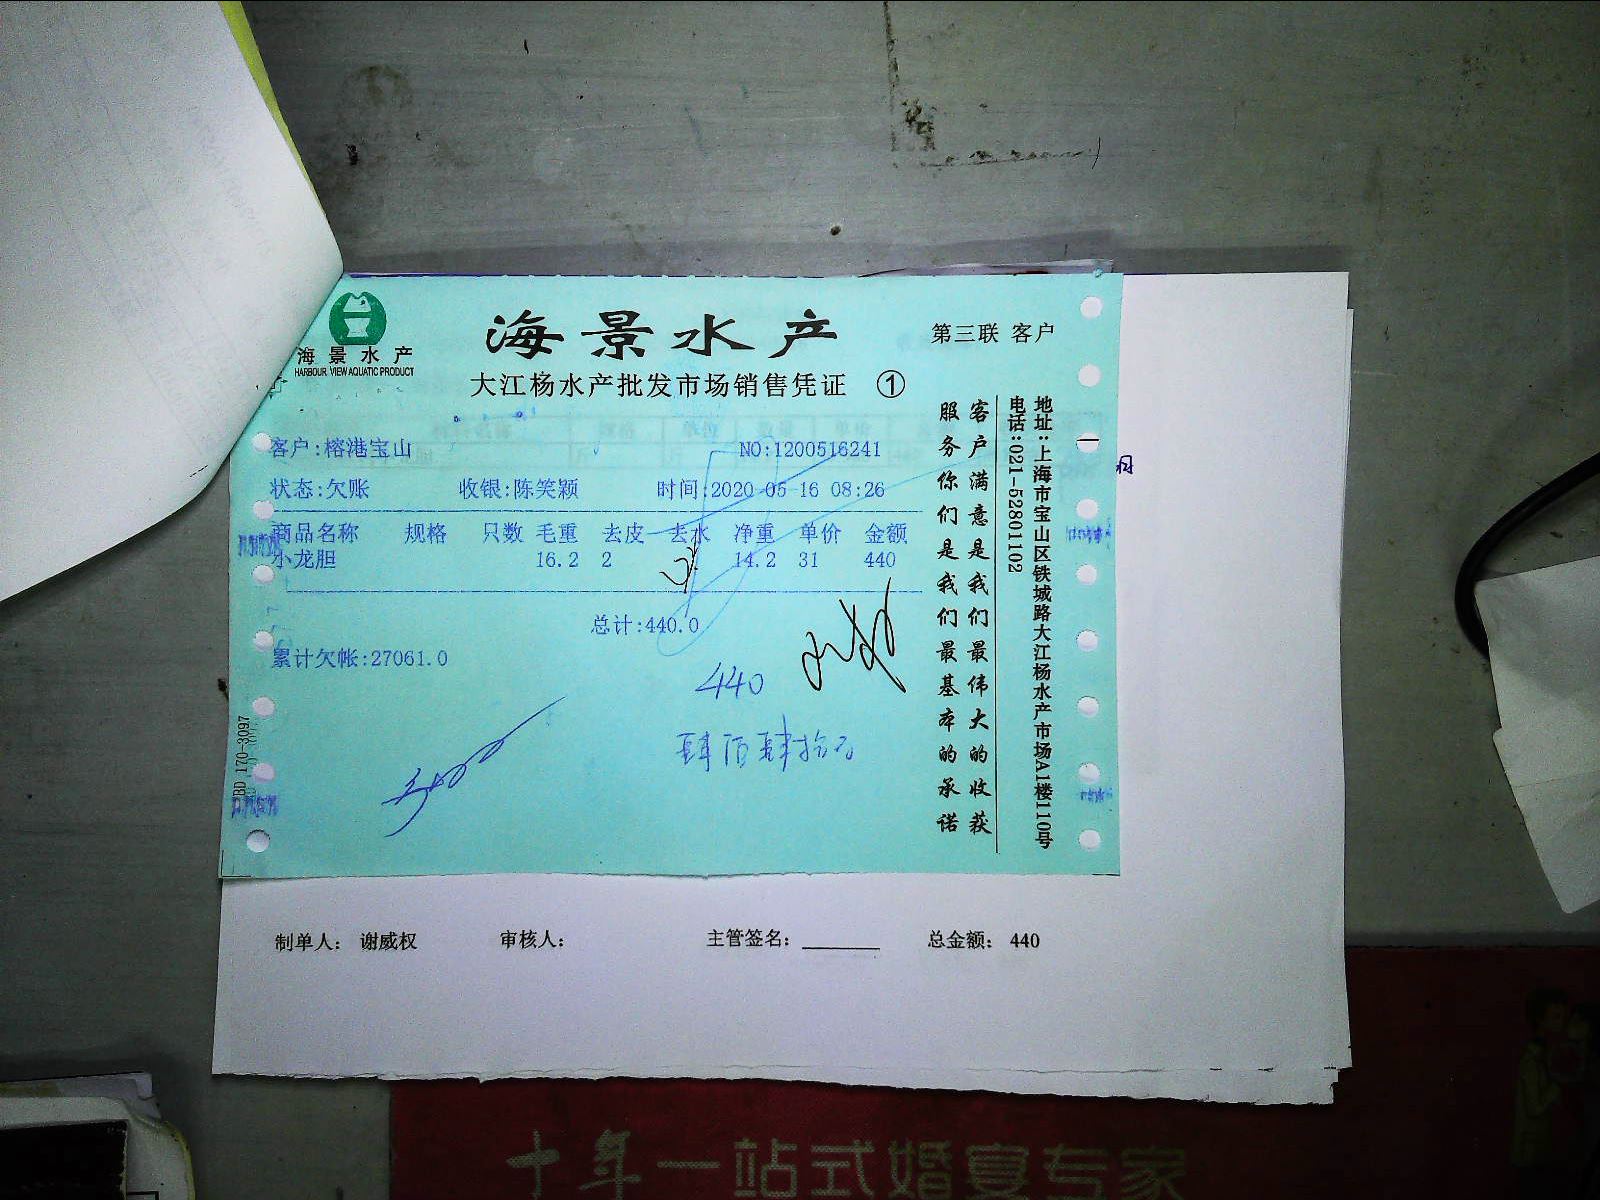 海景水产
HARBOUR VIEW AQUATIC PRODUCT
海景水产
第三联 客户
大江杨水产批发市场销售凭证 ①
客户:榕港宝山 NO:1200516241
状态:欠账 收银:陈笑颖 时间:2020-05-16 08:26
商品名称 规格 只数 毛重 去皮 去水 净重 单价 金额
小龙胆 16.2 2 14.2 31 440
总计:440.0
累计欠帐:27061.0
440
肆佰肆拾元
客户满意是我们最伟大的收获
服务你们是我们最基本的承诺
地址:上海市宝山区铁城路大江杨水产市场A1楼110号
电话:021-52801102
制单人: 谢威权 审核人: 主管签名: 总金额: 440
十年一站式婚宴专家